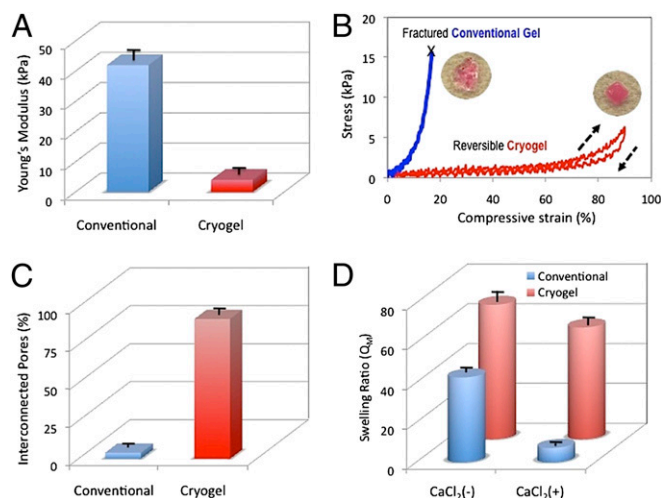 A
Young's Modulus (kPa)
50
40
30
20
10
0
Conventional
Cryogel
B
Stress (kPa)
20
15
10
5
0
Fractured Conventional Gel
X
Reversible Cryogel
0
20
40
60
80
100
Compressive strain (%)
C
Interconnected Pores (%)
100
75
50
25
0
Conventional
Cryogel
D
Conventional
Cryogel
Swelling Ratio (QM)
80
60
40
20
0
CaCl2(-)
CaCl2(+)